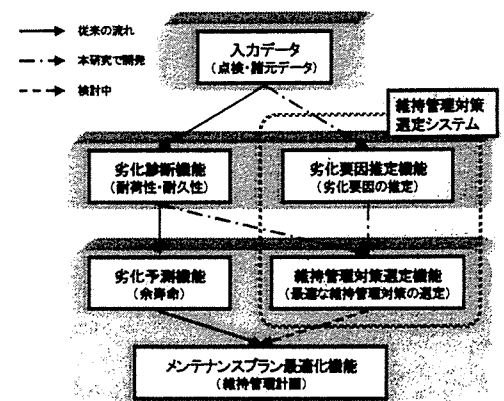 従来の流れ
本研究で開発
検討中
入力データ
(点検・諸元データ)
維持管理対策
選定システム
劣化診断機能
(耐荷性・耐久性)
劣化要因推定機能
(劣化要因の推定)
劣化予測機能
(余寿命)
維持管理対策選定機能
(最適な維持管理対策の選定)
メンテナンスプラン最適化機能
(維持管理計画)